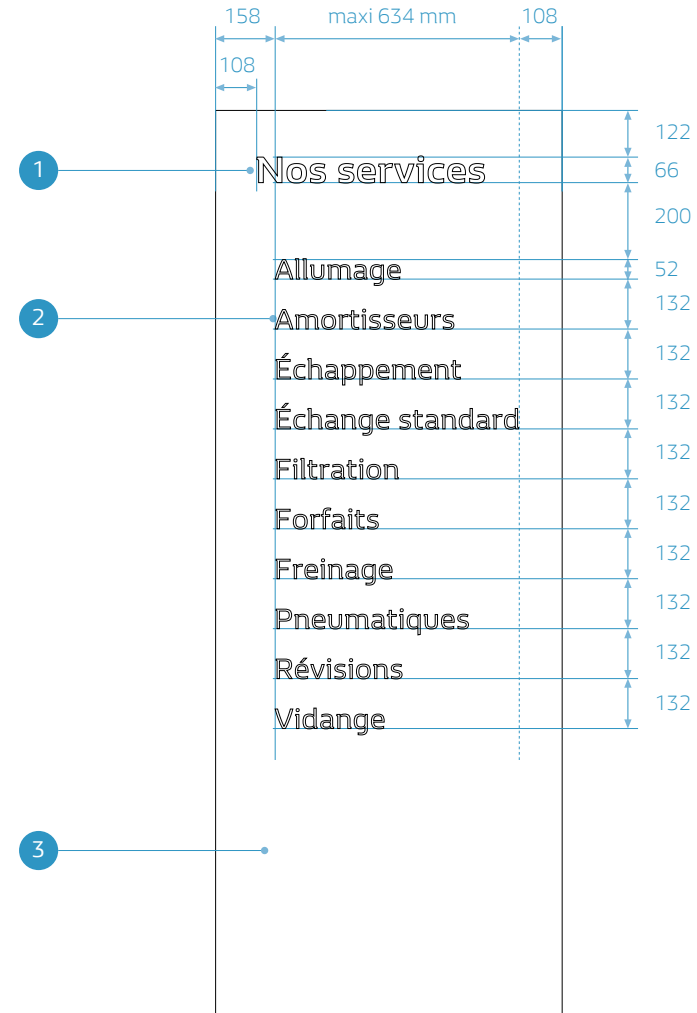 158 maxi 634 mm 108
108
122
1 Nos services 66
200
Allumage 52
132
2 Amortisseurs
132
Échappement
132
Échange standard
132
Filtration
132
Forfaits
132
Freinage
132
Pneumatiques
132
Révisions
132
Vidange
3